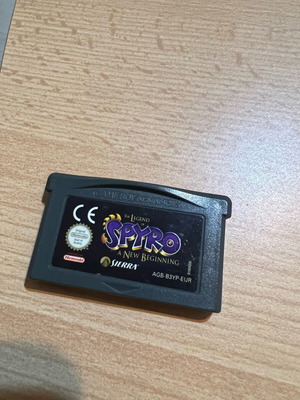 GAME BOY ADVANCE
CE
THE LEGEND
OF
SPYRO
A NEW BEGINNING
Nintendo
SIERRA
AGB-B3YP-EUR